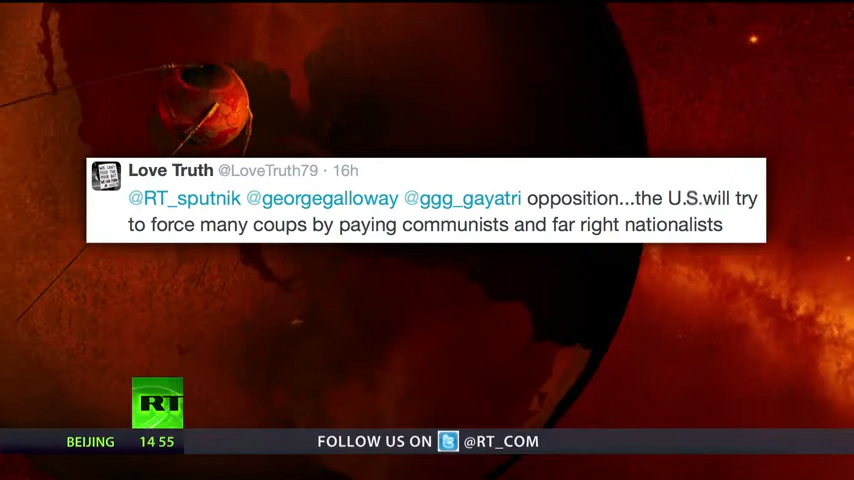 Love Truth @LoveTruth79 · 16h
@RT_sputnik @georgegalloway @ggg_gayatri opposition...the U.S.will try
to force many coups by paying communists and far right nationalists
RT
BEIJING 14 55 FOLLOW US ON @RT_COM